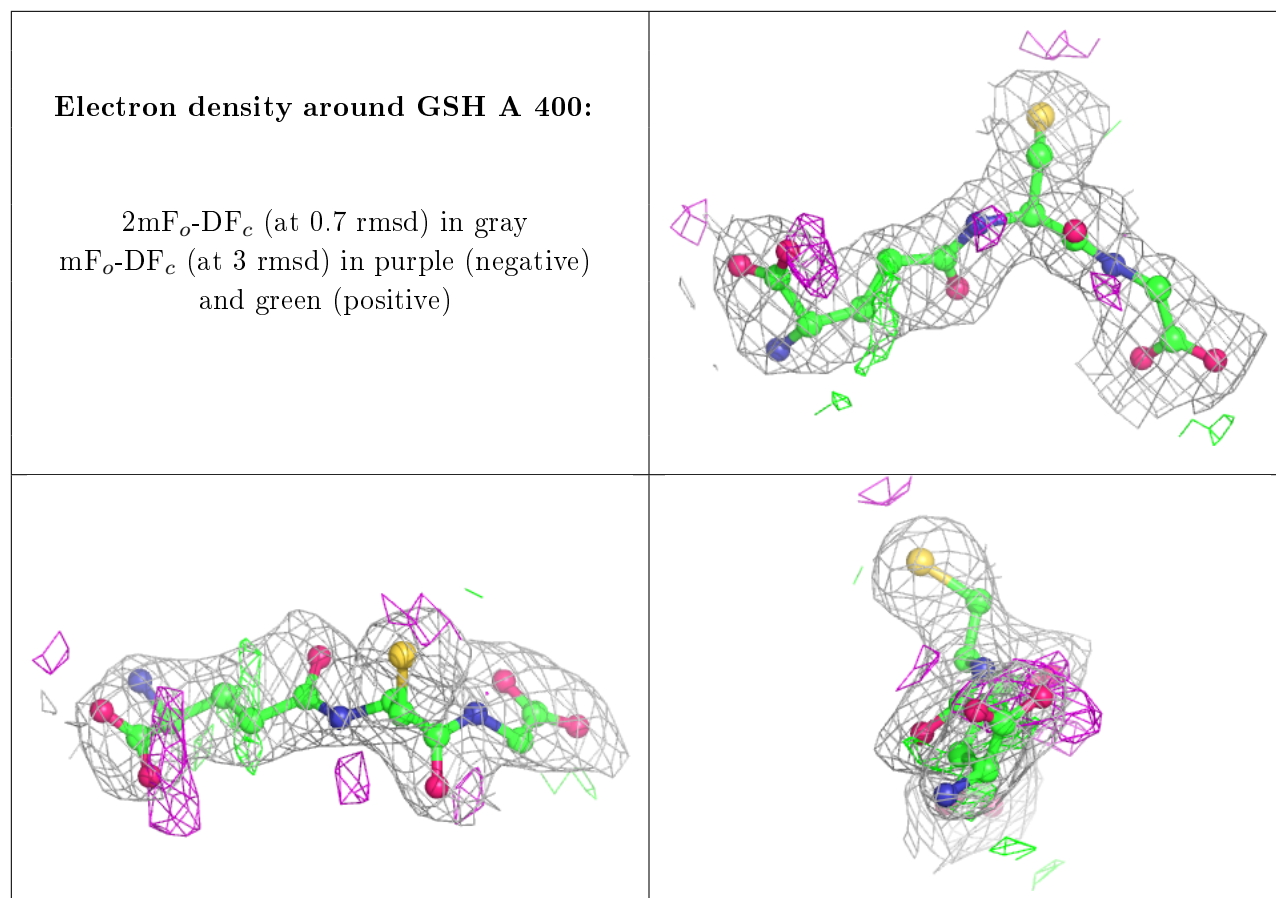 Electron density around GSH A 400:
2mFo-DFc (at 0.7 rmsd) in gray
mFo-DFc (at 3 rmsd) in purple (negative)
and green (positive)